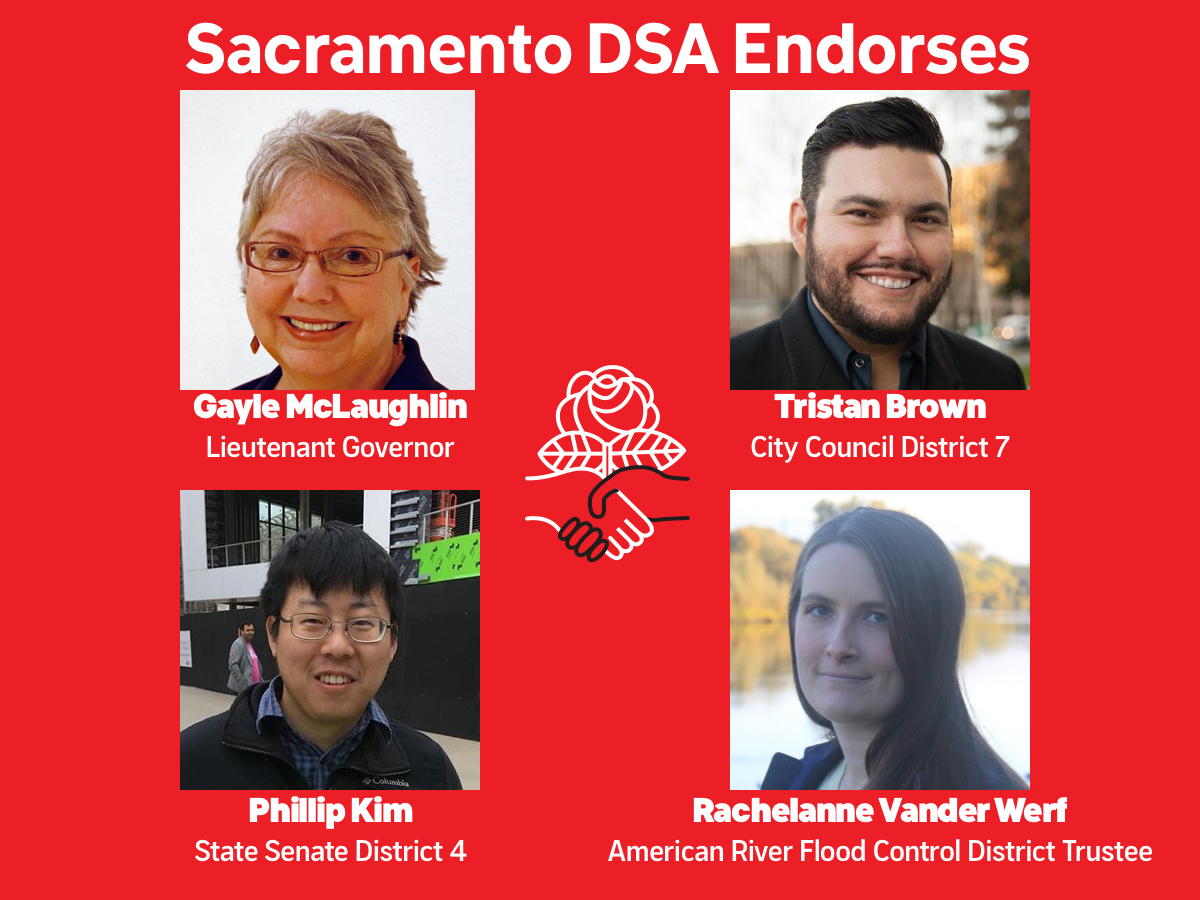 Sacramento DSA Endorses
Gayle McLaughlin
Lieutenant Governor
Tristan Brown
City Council District 7
Columbia
Phillip Kim
State Senate District 4
Rachelanne Vander Werf
American River Flood Control District Trustee